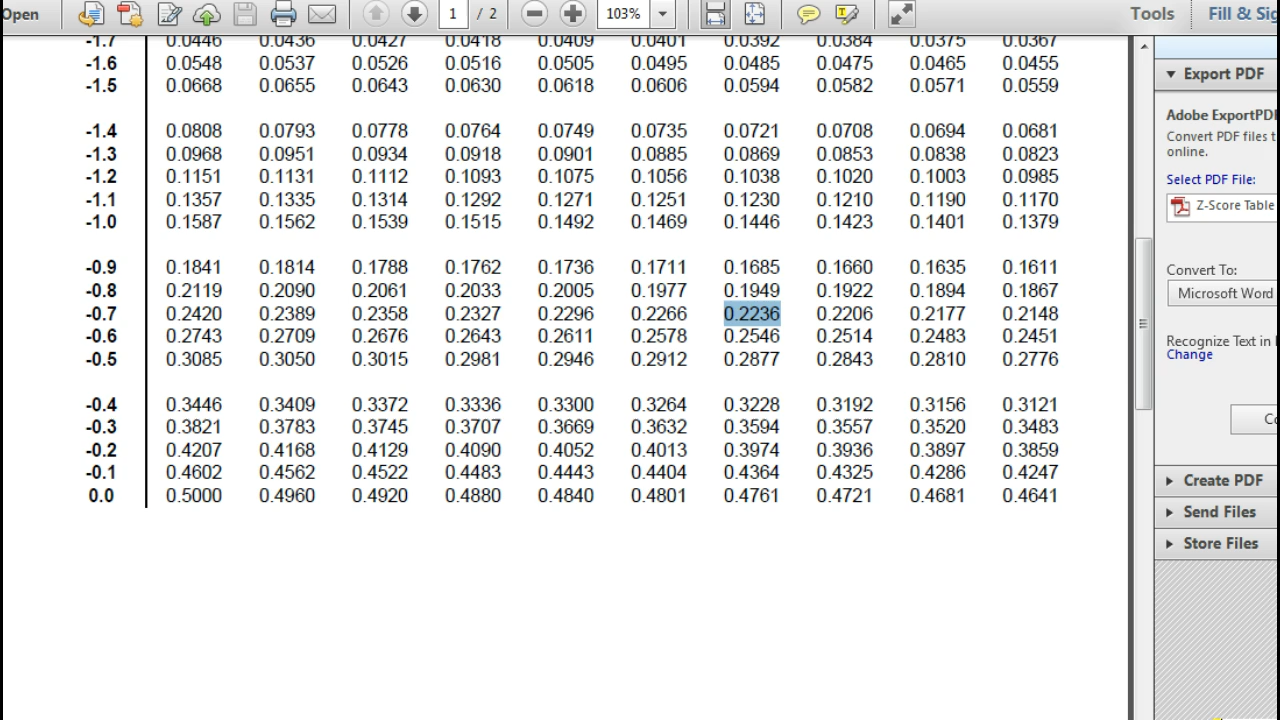 Open 1 / 2 103% Tools Fill & Sig
-1.7 0.0446 0.0436 0.0427 0.0418 0.0409 0.0401 0.0392 0.0384 0.0375 0.0367
-1.6 0.0548 0.0537 0.0526 0.0516 0.0505 0.0495 0.0485 0.0475 0.0465 0.0455
-1.5 0.0668 0.0655 0.0643 0.0630 0.0618 0.0606 0.0594 0.0582 0.0571 0.0559
-1.4 0.0808 0.0793 0.0778 0.0764 0.0749 0.0735 0.0721 0.0708 0.0694 0.0681
-1.3 0.0968 0.0951 0.0934 0.0918 0.0901 0.0885 0.0869 0.0853 0.0838 0.0823
-1.2 0.1151 0.1131 0.1112 0.1093 0.1075 0.1056 0.1038 0.1020 0.1003 0.0985
-1.1 0.1357 0.1335 0.1314 0.1292 0.1271 0.1251 0.1230 0.1210 0.1190 0.1170
-1.0 0.1587 0.1562 0.1539 0.1515 0.1492 0.1469 0.1446 0.1423 0.1401 0.1379
-0.9 0.1841 0.1814 0.1788 0.1762 0.1736 0.1711 0.1685 0.1660 0.1635 0.1611
-0.8 0.2119 0.2090 0.2061 0.2033 0.2005 0.1977 0.1949 0.1922 0.1894 0.1867
-0.7 0.2420 0.2389 0.2358 0.2327 0.2296 0.2266 0.2236 0.2206 0.2177 0.2148
-0.6 0.2743 0.2709 0.2676 0.2643 0.2611 0.2578 0.2546 0.2514 0.2483 0.2451
-0.5 0.3085 0.3050 0.3015 0.2981 0.2946 0.2912 0.2877 0.2843 0.2810 0.2776
-0.4 0.3446 0.3409 0.3372 0.3336 0.3300 0.3264 0.3228 0.3192 0.3156 0.3121
-0.3 0.3821 0.3783 0.3745 0.3707 0.3669 0.3632 0.3594 0.3557 0.3520 0.3483
-0.2 0.4207 0.4168 0.4129 0.4090 0.4052 0.4013 0.3974 0.3936 0.3897 0.3859
-0.1 0.4602 0.4562 0.4522 0.4483 0.4443 0.4404 0.4364 0.4325 0.4286 0.4247
0.0 0.5000 0.4960 0.4920 0.4880 0.4840 0.4801 0.4761 0.4721 0.4681 0.4641
Export PDF
Adobe ExportPDF
Convert PDF files t
online.
Select PDF File:
Z-Score Table
Convert To:
Microsoft Word
Recognize Text in
Change
Co
Create PDF
Send Files
Store Files